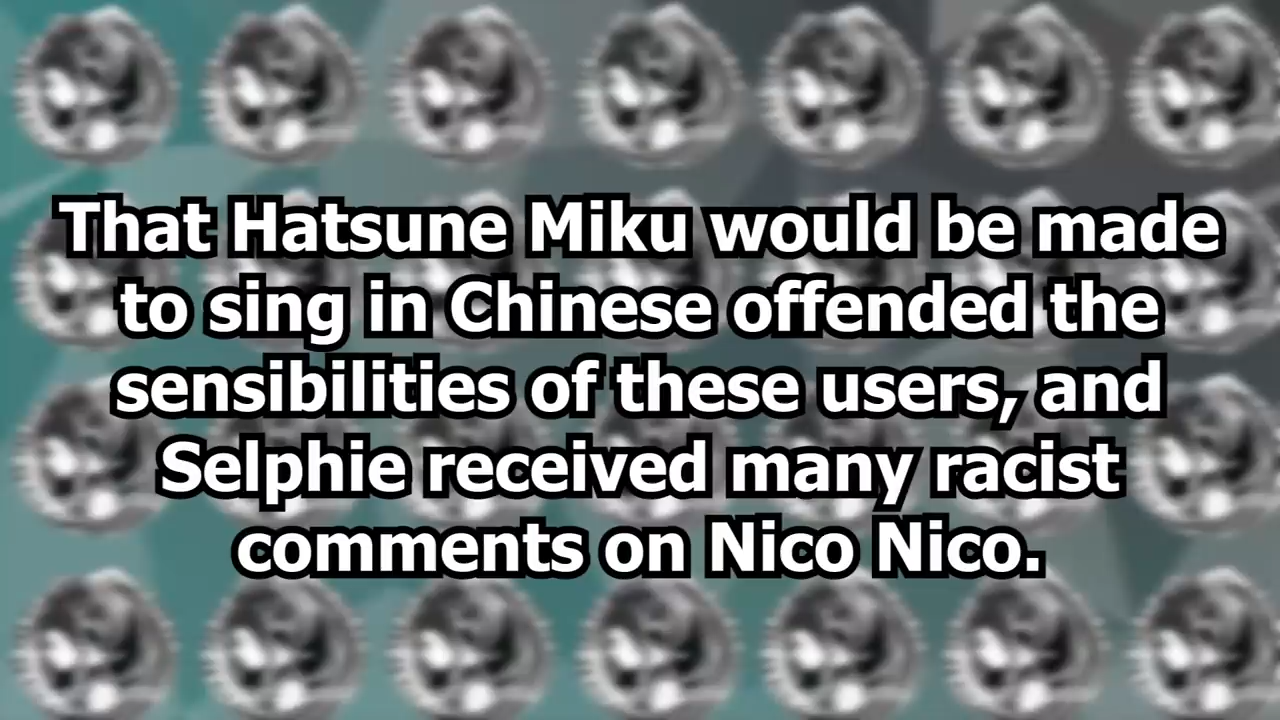 That Hatsune Miku would be made
to sing in Chinese offended the
sensibilities of these users, and
Selphie received many racist
comments on Nico Nico.